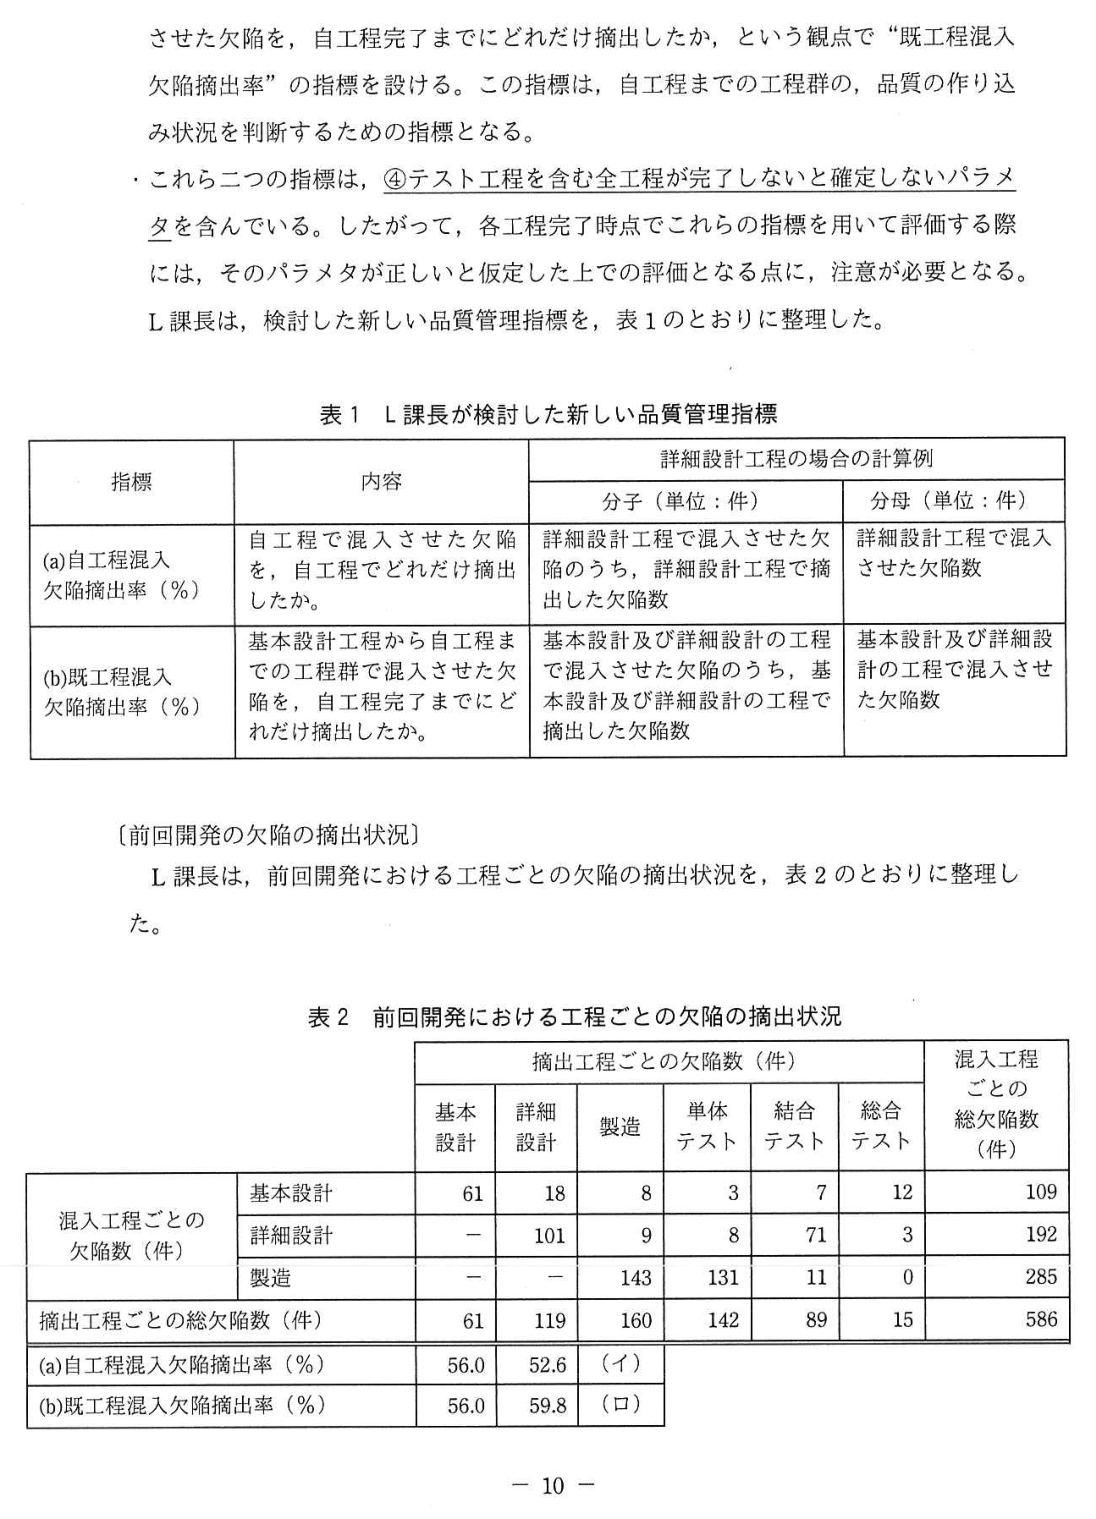 させた欠陥を，自工程完了までにどれだけ摘出したか，という観点で“既工程混入
欠陥摘出率”の指標を設ける。この指標は，自工程までの工程群の，品質の作り込
み状況を判断するための指標となる。
・これら二つの指標は，④テスト工程を含む全工程が完了しないと確定しないパラメ
タを含んでいる。したがって，各工程完了時点でこれらの指標を用いて評価する際
には，そのパラメタが正しいと仮定した上での評価となる点に，注意が必要となる。
L 課長は，検討した新しい品質管理指標を，表 1 のとおりに整理した。
表 1　L 課長が検討した新しい品質管理指標
指標　内容　詳細設計工程の場合の計算例
分子（単位：件）　分母（単位：件）
(a)自工程混入
欠陥摘出率（％）
自工程で混入させた欠陥
を，自工程でどれだけ摘出
したか。
詳細設計工程で混入させた欠
陥のうち，詳細設計工程で摘
出した欠陥数
詳細設計工程で混入
させた欠陥数
(b)既工程混入
欠陥摘出率（％）
基本設計工程から自工程ま
での工程群で混入させた欠
陥を，自工程完了までにど
れだけ摘出したか。
基本設計及び詳細設計の工程
で混入させた欠陥のうち，基
本設計及び詳細設計の工程で
摘出した欠陥数
基本設計及び詳細設
計の工程で混入させ
た欠陥数
〔前回開発の欠陥の摘出状況〕
L 課長は，前回開発における工程ごとの欠陥の摘出状況を，表 2 のとおりに整理し
た。
表 2　前回開発における工程ごとの欠陥の摘出状況
摘出工程ごとの欠陥数（件）
混入工程
ごとの
総欠陥数
（件）
基本
設計
詳細
設計
製造
単体
テスト
結合
テスト
総合
テスト
混入工程ごとの
欠陥数（件）
基本設計 61 18 8 3 7 12 109
詳細設計 － 101 9 8 71 3 192
製造 － － 143 131 11 0 285
摘出工程ごとの総欠陥数（件） 61 119 160 142 89 15 586
(a)自工程混入欠陥摘出率（％） 56.0 52.6 （イ）
(b)既工程混入欠陥摘出率（％） 56.0 59.8 （ロ）
－ 10 －